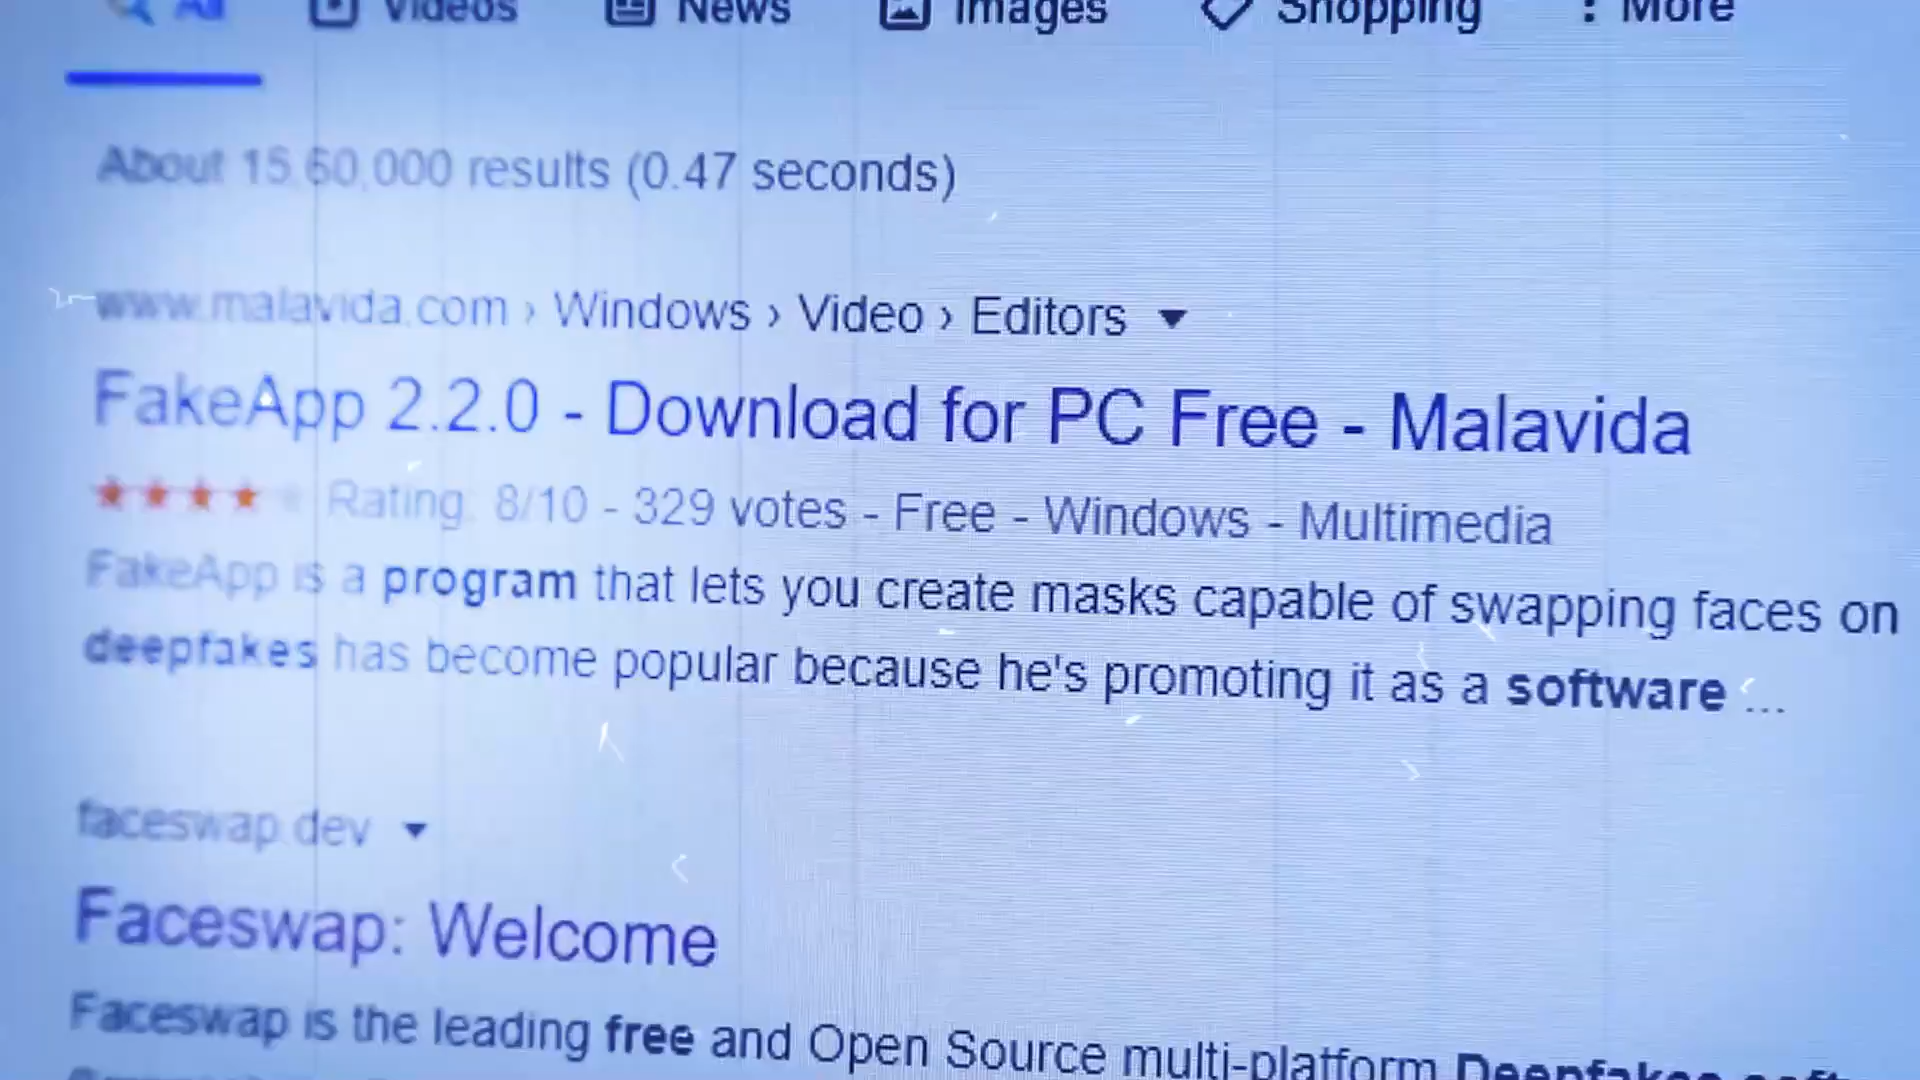 All Videos News Images Shopping More
About 15,60,000 results (0.47 seconds)
www.malavida.com › Windows › Video › Editors
FakeApp 2.2.0 - Download for PC Free - Malavida
Rating: 8/10 - 329 votes - Free - Windows - Multimedia
FakeApp is a program that lets you create masks capable of swapping faces on
deepfakes has become popular because he's promoting it as a software ...
faceswap.dev
Faceswap: Welcome
Faceswap is the leading free and Open Source multi-platform Deepfakes